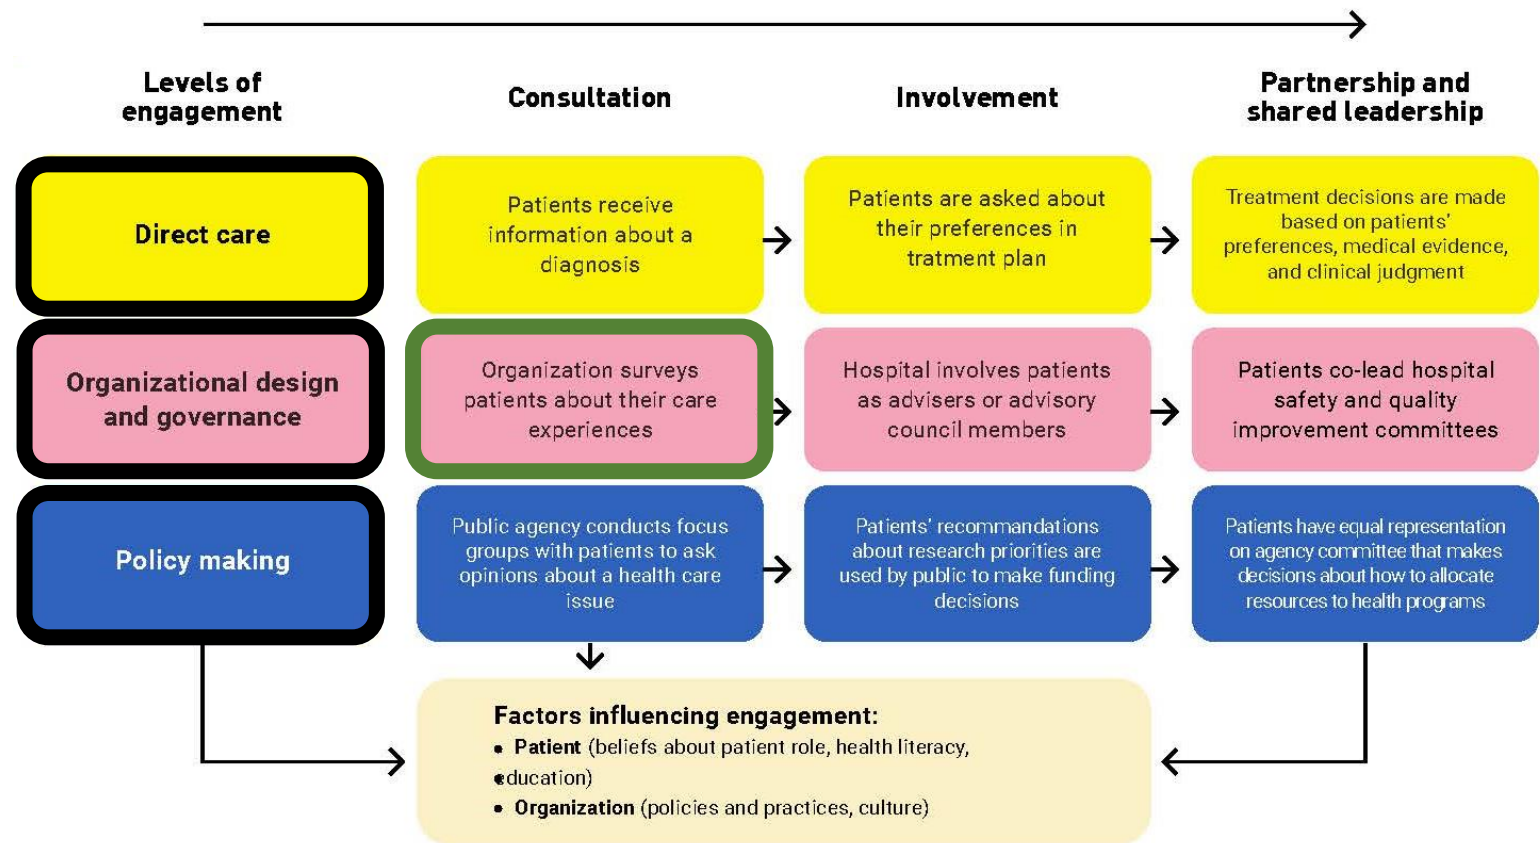 Levels of
engagement
Consultation
Involvement
Partnership and
shared leadership
Direct care
Patients receive
information about a
diagnosis
Patients are asked about
their preferences in
tratment plan
Treatment decisions are made
based on patients'
preferences, medical evidence,
and clinical judgment
Organizational design
and governance
Organization surveys
patients about their care
experiences
Hospital involves patients
as advisers or advisory
council members
Patients co-lead hospital
safety and quality
improvement committees
Policy making
Public agency conducts focus
groups with patients to ask
opinions about a health care
issue
Patients' recommandations
about research priorities are
used by public to make funding
decisions
Patients have equal representation
on agency committee that makes
decisions about how to allocate
resources to health programs
Factors influencing engagement:
• Patient (beliefs about patient role, health literacy,
education)
• Organization (policies and practices, culture)